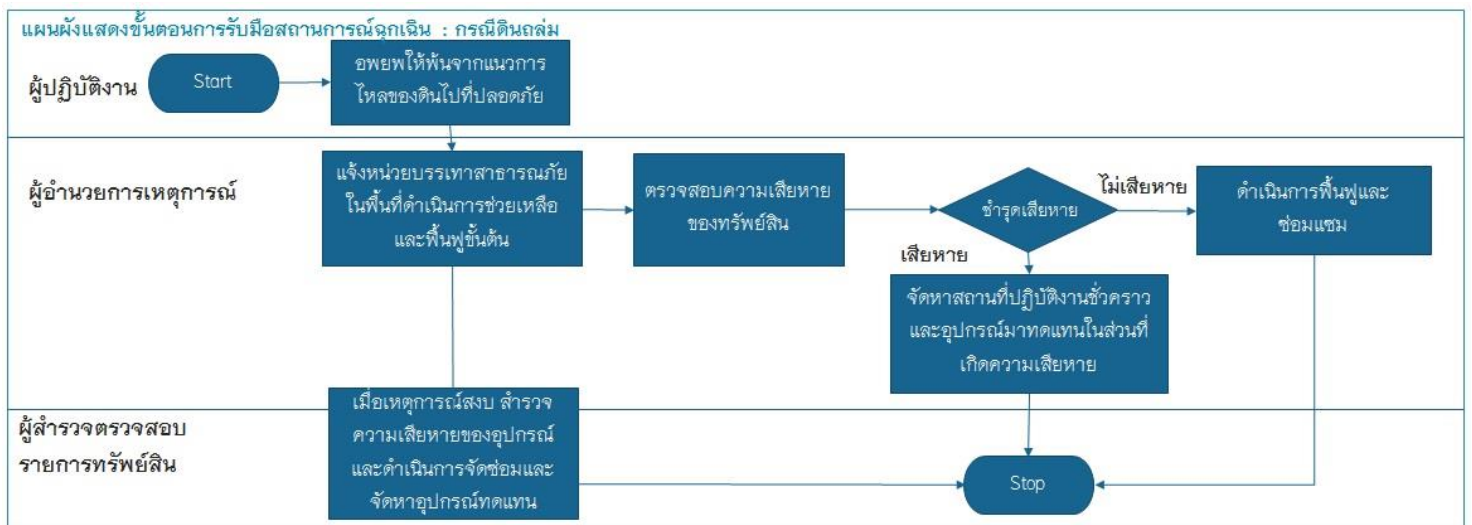 แผนผังแสดงขั้นตอนการรับมือสถานการณ์ฉุกเฉิน : กรณีดินถล่ม
ผู้ปฏิบัติงาน
Start
อพยพให้พ้นจากแนวการ
ไหลของดินไปที่ปลอดภัย
ผู้อำนวยการเหตุการณ์
แจ้งหน่วยบรรเทาสาธารณภัย
ในพื้นที่ดำเนินการช่วยเหลือ
และฟื้นฟูขั้นต้น
ตรวจสอบความเสียหาย
ของทรัพย์สิน
ชำรุดเสียหาย
ไม่เสียหาย
ดำเนินการฟื้นฟูและ
ซ่อมแซม
เสียหาย
จัดหาสถานที่ปฏิบัติงานชั่วคราว
และอุปกรณ์มาทดแทนในส่วนที่
เกิดความเสียหาย
ผู้สำรวจตรวจสอบ
รายการทรัพย์สิน
เมื่อเหตุการณ์สงบ สำรวจ
ความเสียหายของอุปกรณ์
และดำเนินการจัดซ่อมและ
จัดหาอุปกรณ์ทดแทน
Stop